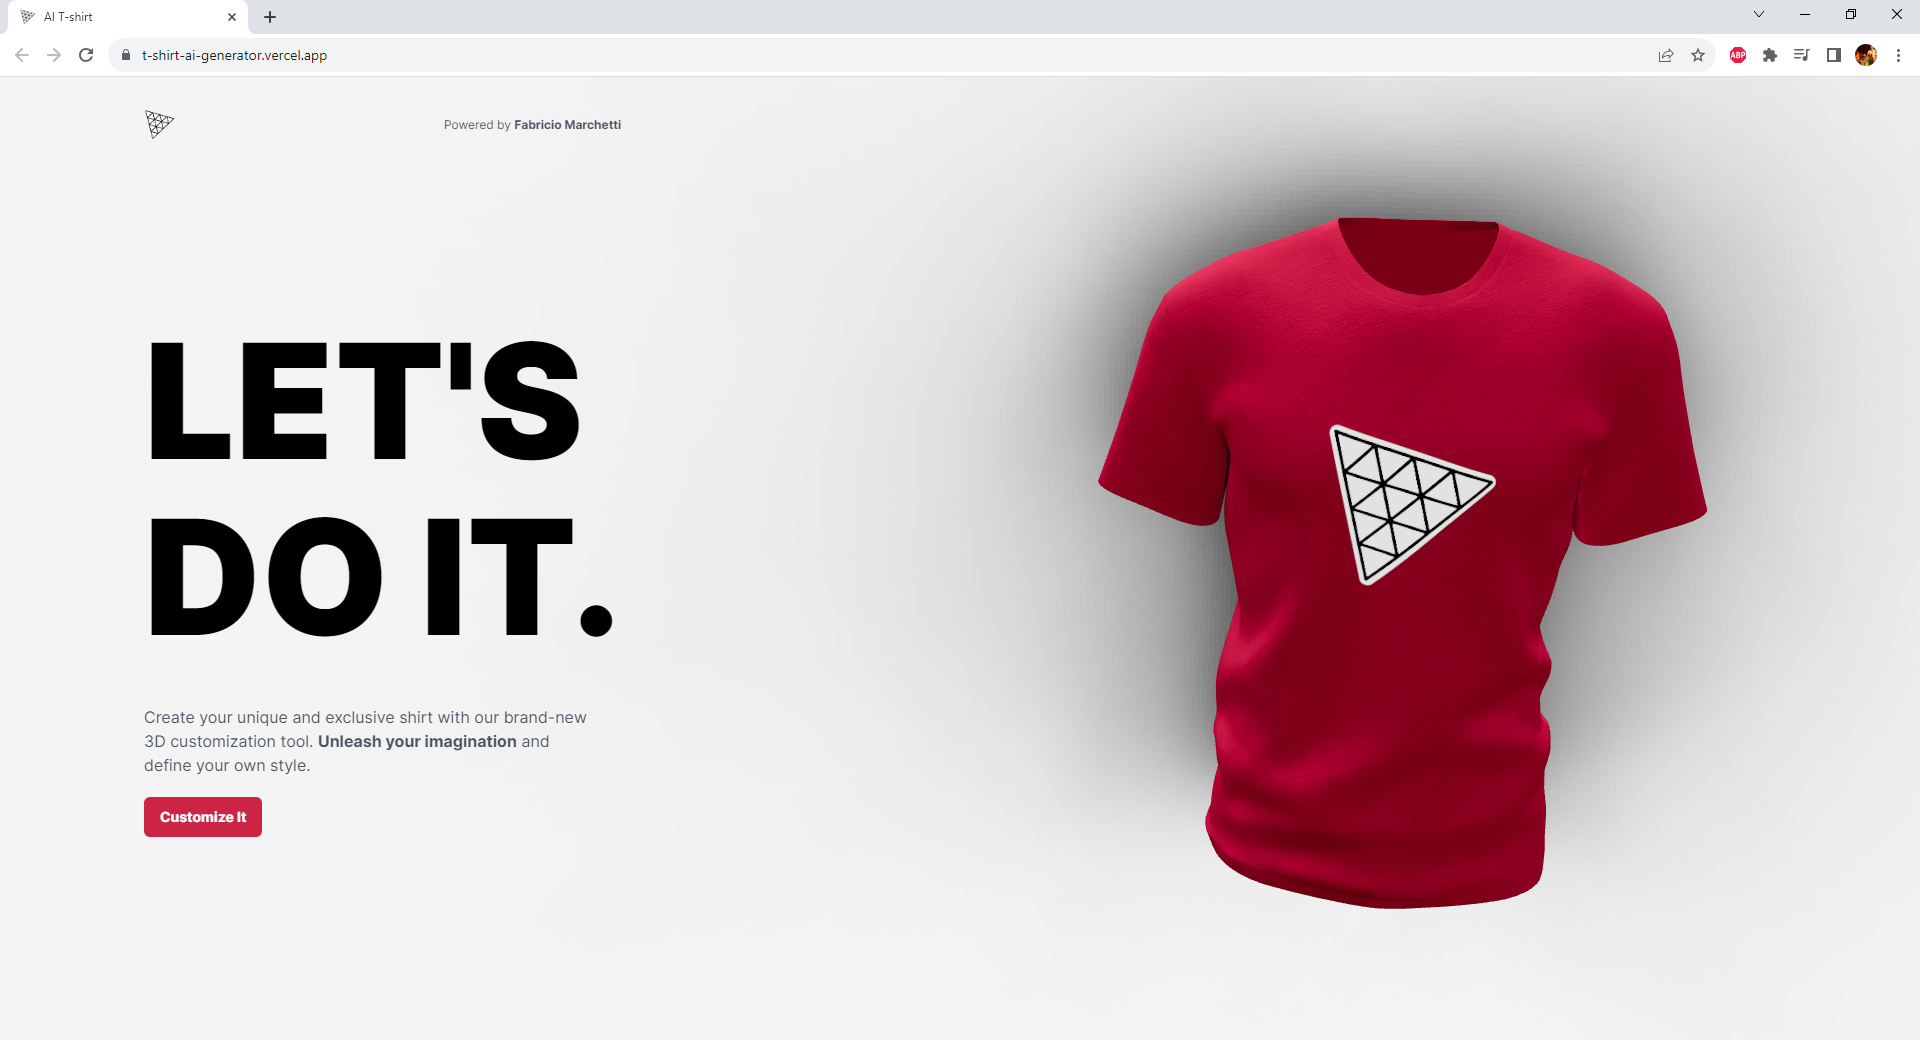 AI T-shirt
t-shirt-ai-generator.vercel.app
ABP
Powered by Fabricio Marchetti
LET'S
DO IT.
Create your unique and exclusive shirt with our brand-new
3D customization tool. Unleash your imagination and
define your own style.
Customize It